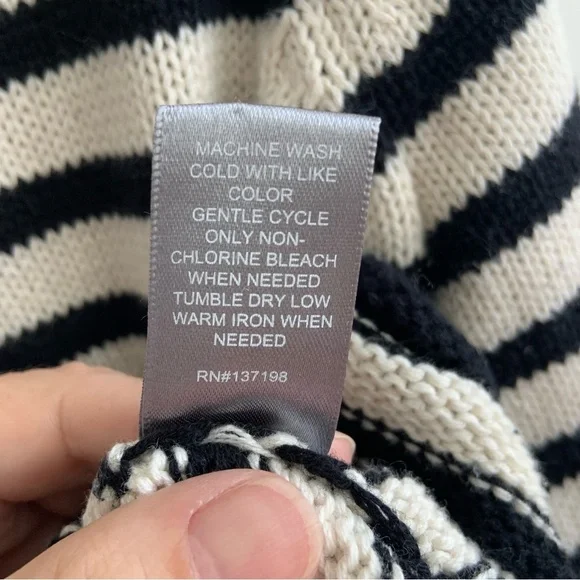 MACHINE WASH
COLD WITH LIKE
COLOR
GENTLE CYCLE
ONLY NON-
CHLORINE BLEACH
WHEN NEEDED
TUMBLE DRY LOW
WARM IRON WHEN
NEEDED
RN#137198